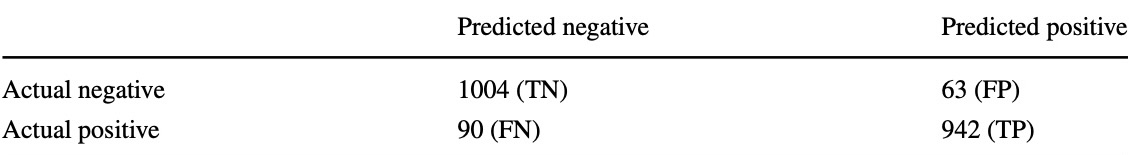 Predicted negative Predicted positive
Actual negative 1004 (TN) 63 (FP)
Actual positive 90 (FN) 942 (TP)